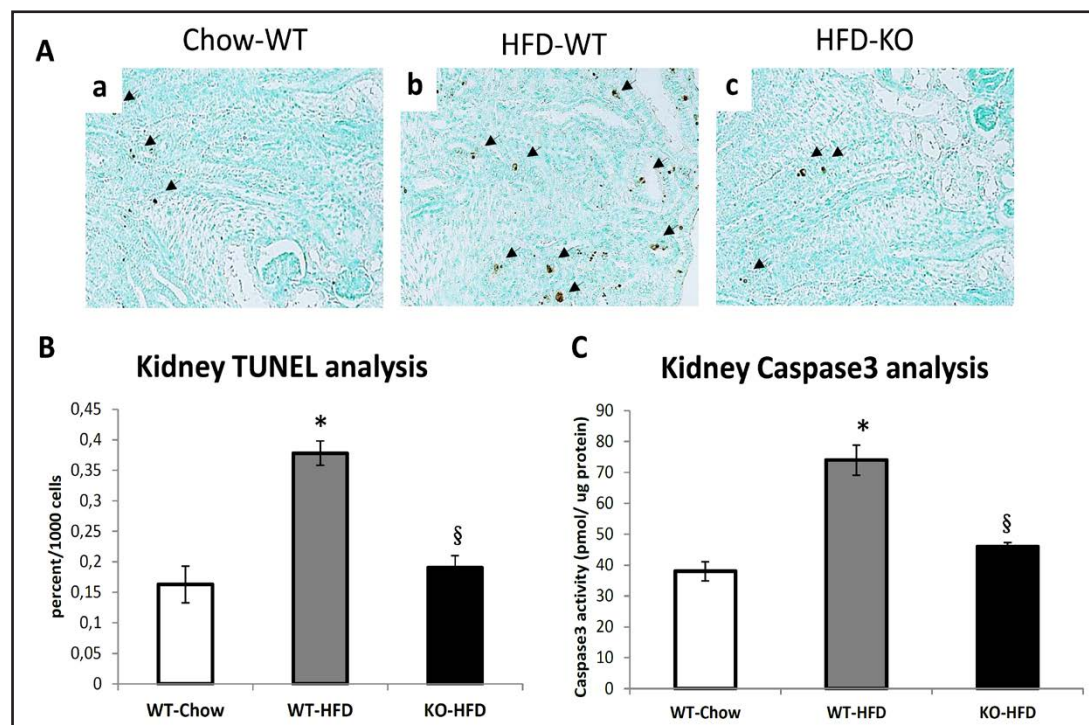 Chow-WT HFD-WT HFD-KO
A
a b c
B
Kidney TUNEL analysis
percent/1000 cells
0,45
0,4
0,35
0,3
0,25
0,2
0,15
0,1
0,05
0
*
§
WT-Chow WT-HFD KO-HFD
C
Kidney Caspase3 analysis
Caspase3 activity (pmol/ ug protein)
90
80
70
60
50
40
30
20
10
0
*
§
WT-Chow WT-HFD KO-HFD